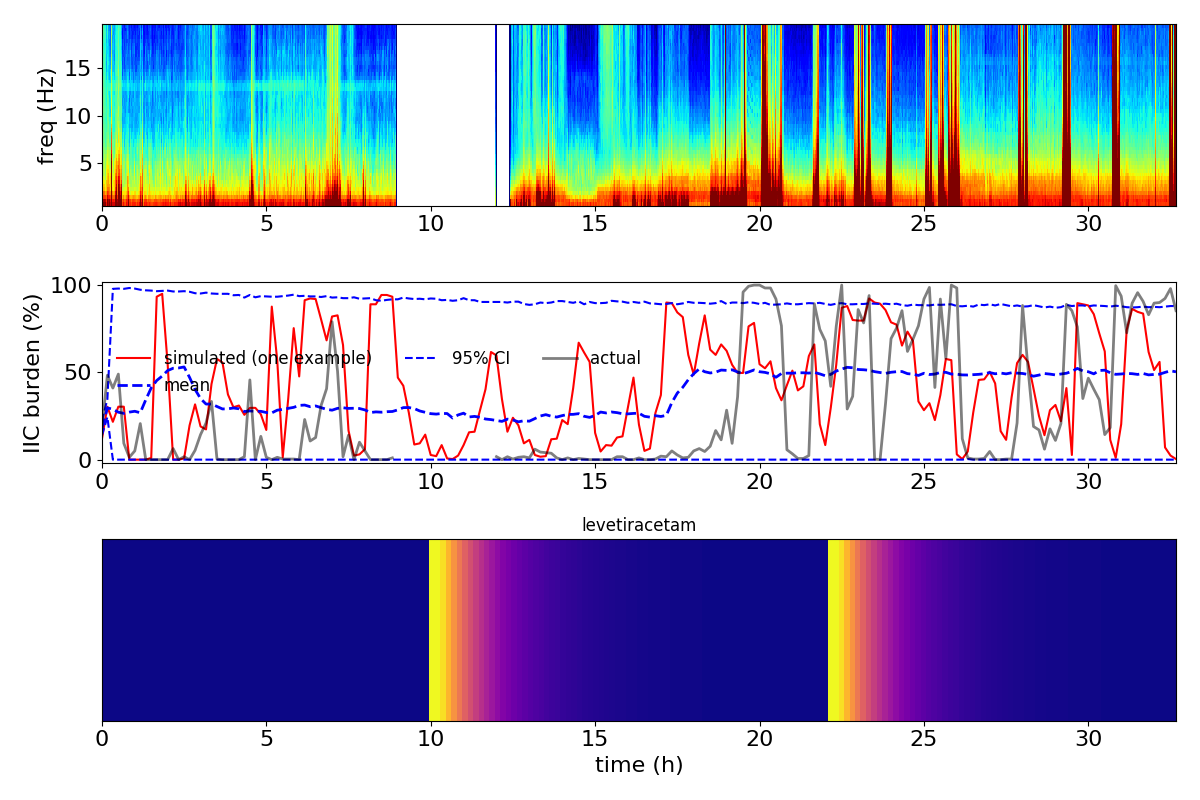 freq (Hz)
15
10
5
0 5 10 15 20 25 30
IIC burden (%)
100
50
0
simulated (one example) 95%CI actual
mean
0 5 10 15 20 25 30
levetiracetam
0 5 10 15 20 25 30
time (h)